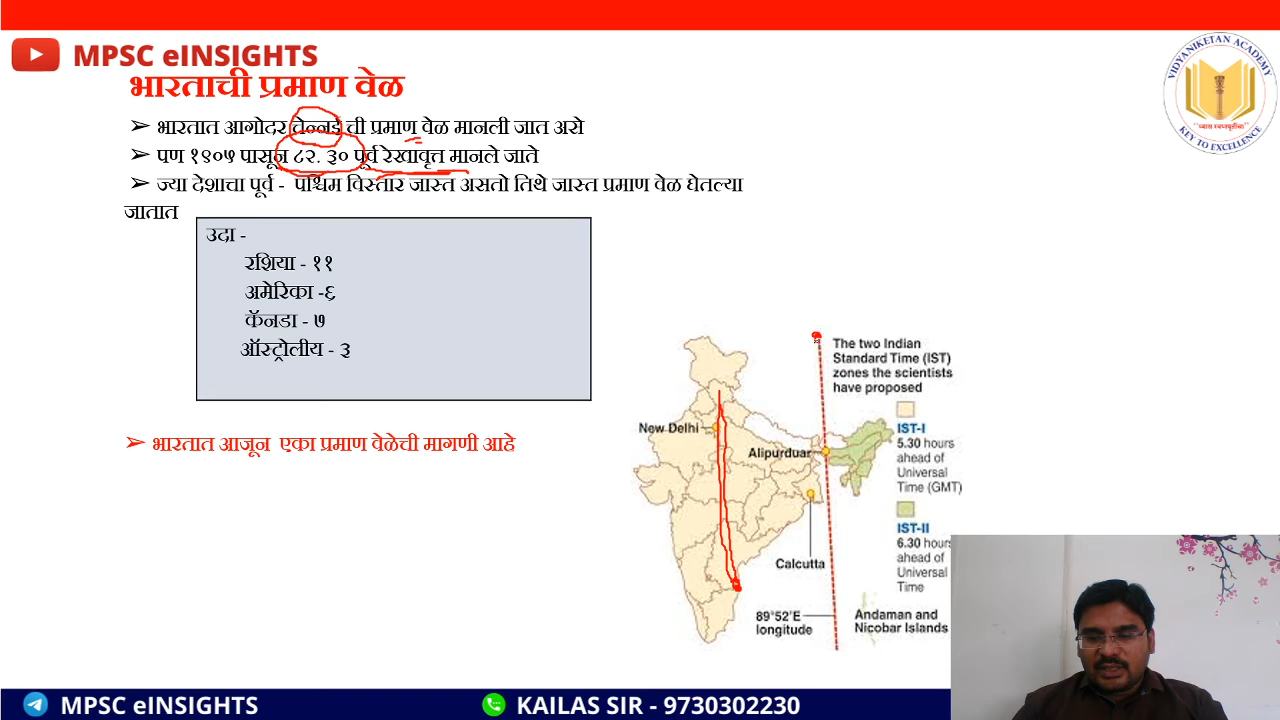 MPSC eINSIGHTS
भारताची प्रमाण वेळ
➢ भारतात आगोदर चेन्नई ची प्रमाण वेळ मानली जात असे
➢ पण १९०५ पासून ८२. ३० पूर्व रेखावृत्त मानले जाते
➢ ज्या देशाचा पूर्व - पश्चिम विस्तार जास्त असतो तिथे जास्त प्रमाण वेळ घेतल्या
जातात
उदा -
रशिया - ११
अमेरिका -६
कॅनडा - ७
ऑस्ट्रोलीय - ३
➢ भारतात आजून एका प्रमाण वेळेची मागणी आहे
The two Indian
Standard Time (IST)
zones the scientists
have proposed
IST-I
5.30 hours
ahead of
Universal
Time (GMT)
IST-II
6.30 hours
ahead of
Universal
Time
New Delhi
Alipurduar
Calcutta
89°52'E
longitude
Andaman and
Nicobar Islands
VIDYANIKETAN ACADEMY
"ध्यास स्वप्नपूर्तीचा"
KEY TO EXCELLENCE
MPSC eINSIGHTS
KAILAS SIR - 9730302230